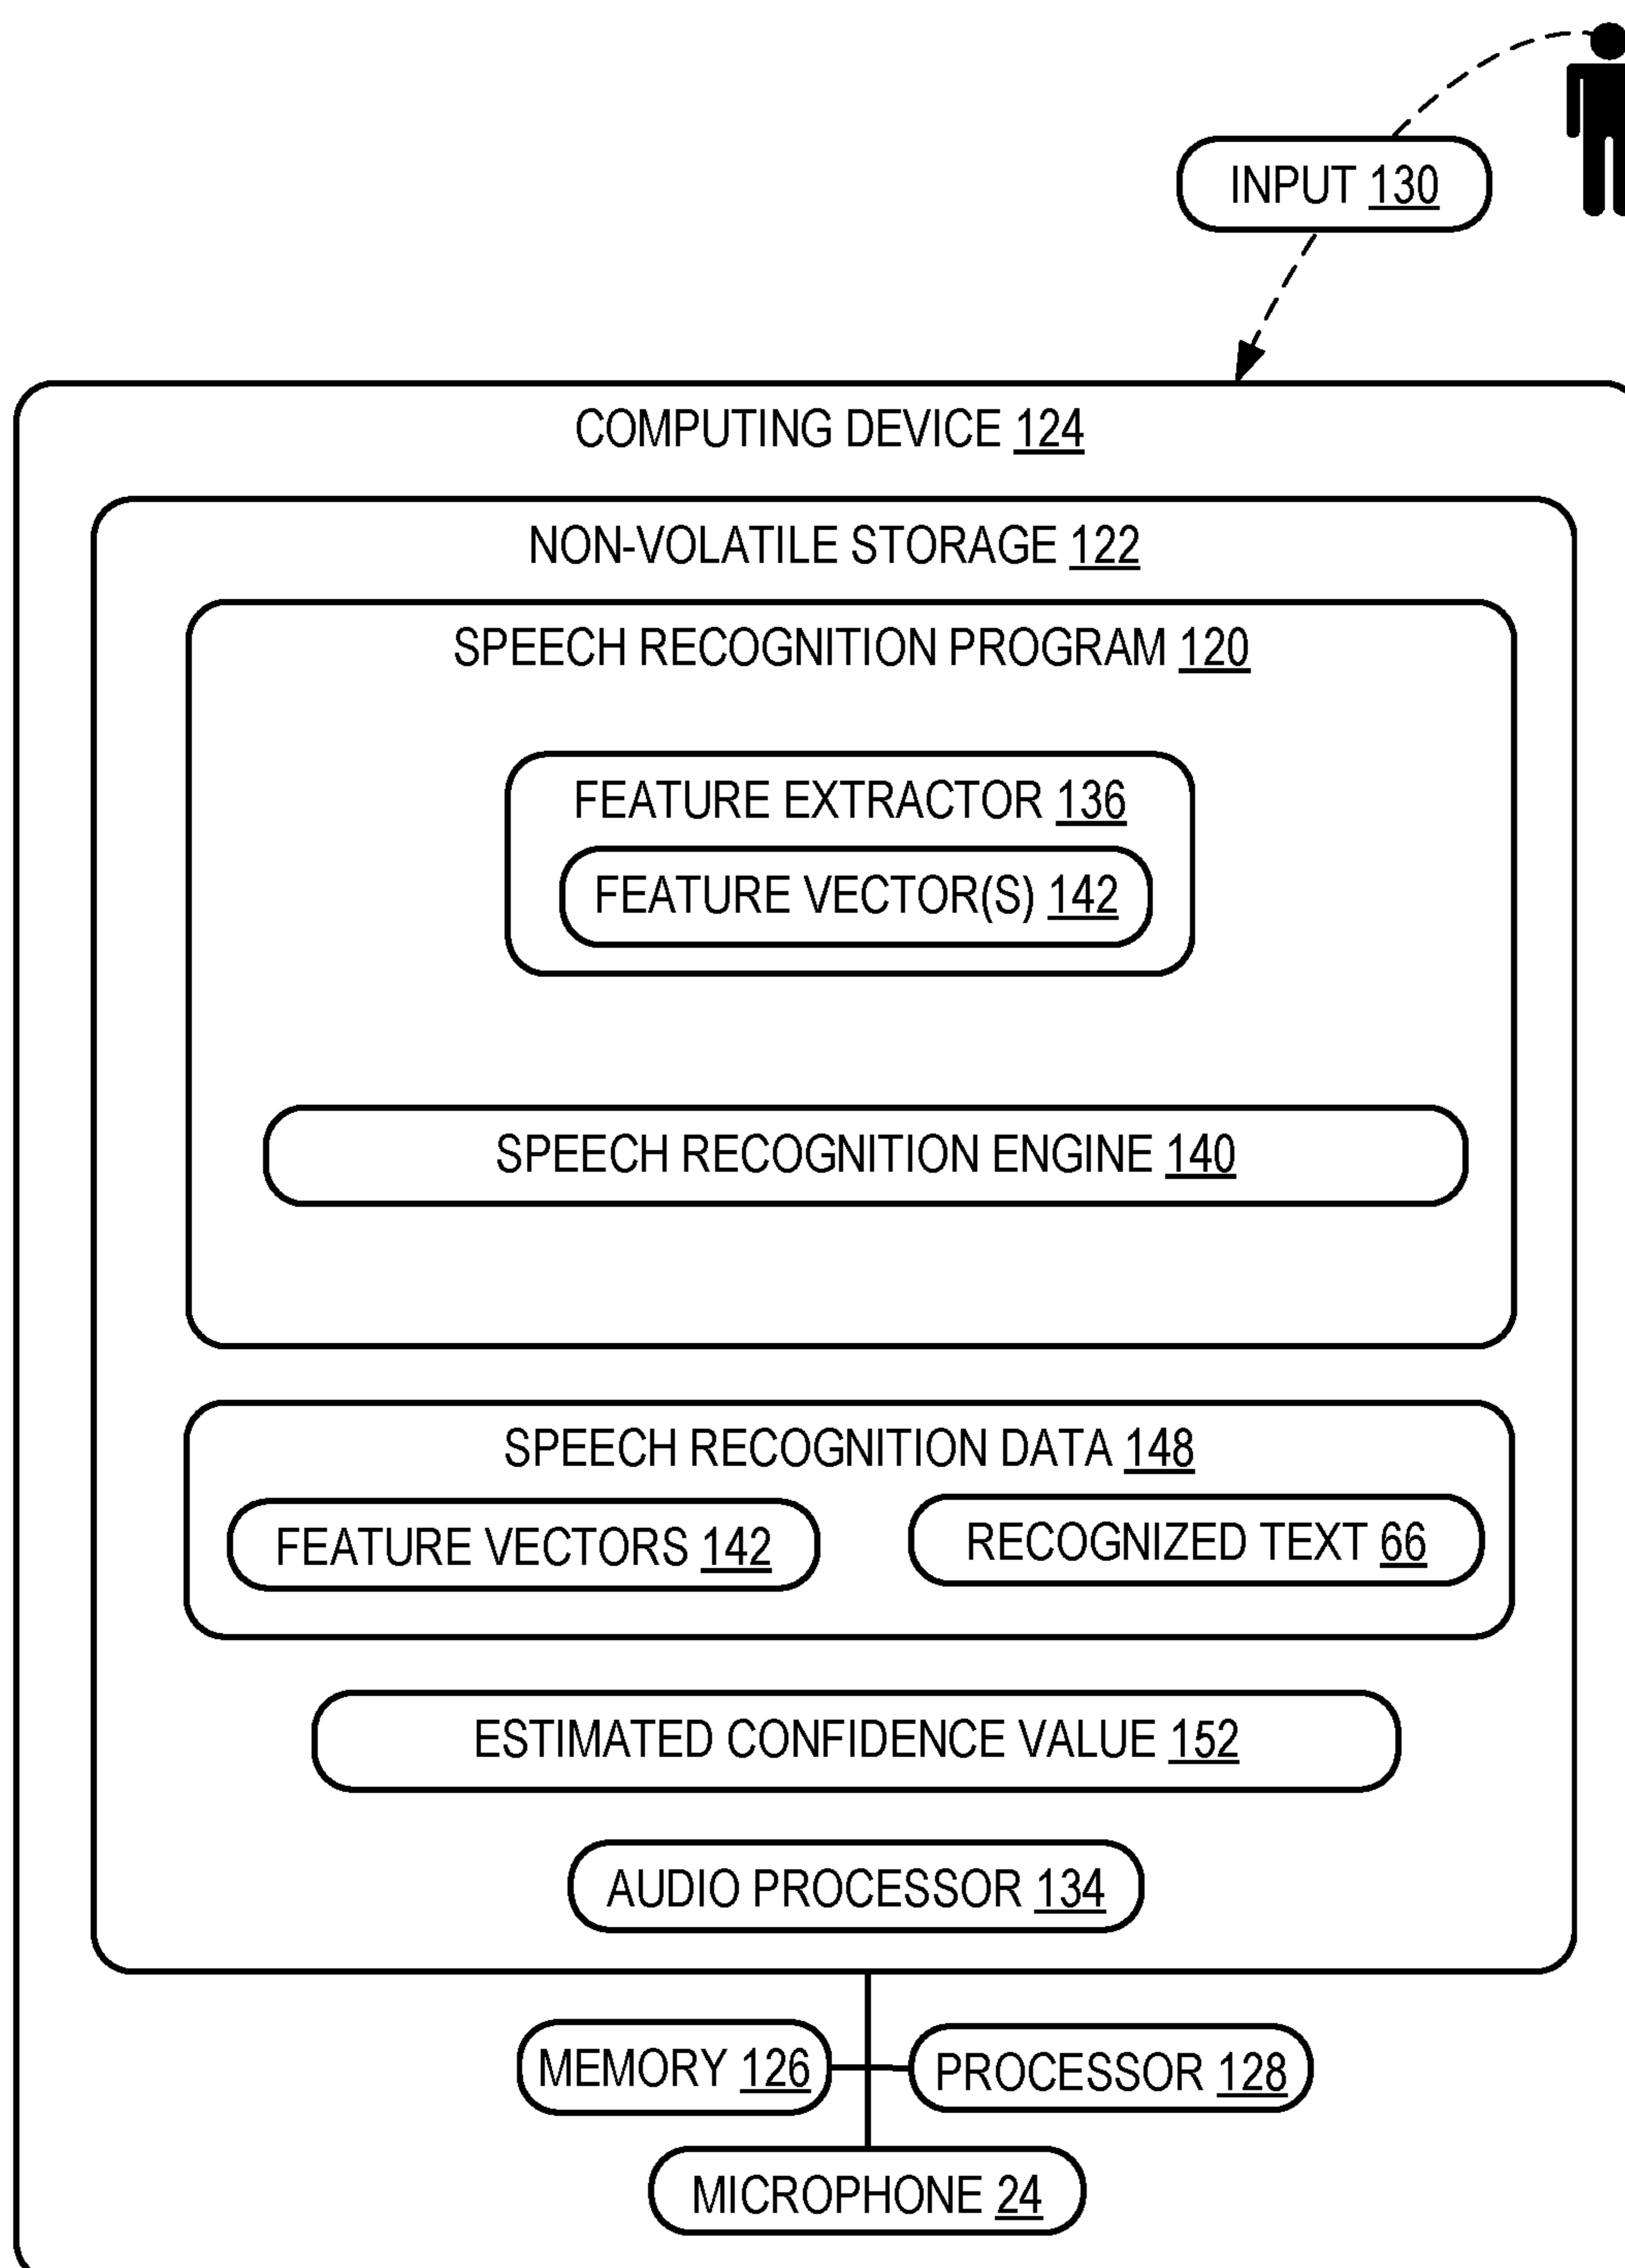 INPUT 130
COMPUTING DEVICE 124
NON-VOLATILE STORAGE 122
SPEECH RECOGNITION PROGRAM 120
FEATURE EXTRACTOR 136
FEATURE VECTOR(S) 142
SPEECH RECOGNITION ENGINE 140
SPEECH RECOGNITION DATA 148
FEATURE VECTORS 142
RECOGNIZED TEXT 66
ESTIMATED CONFIDENCE VALUE 152
AUDIO PROCESSOR 134
MEMORY 126
PROCESSOR 128
MICROPHONE 24